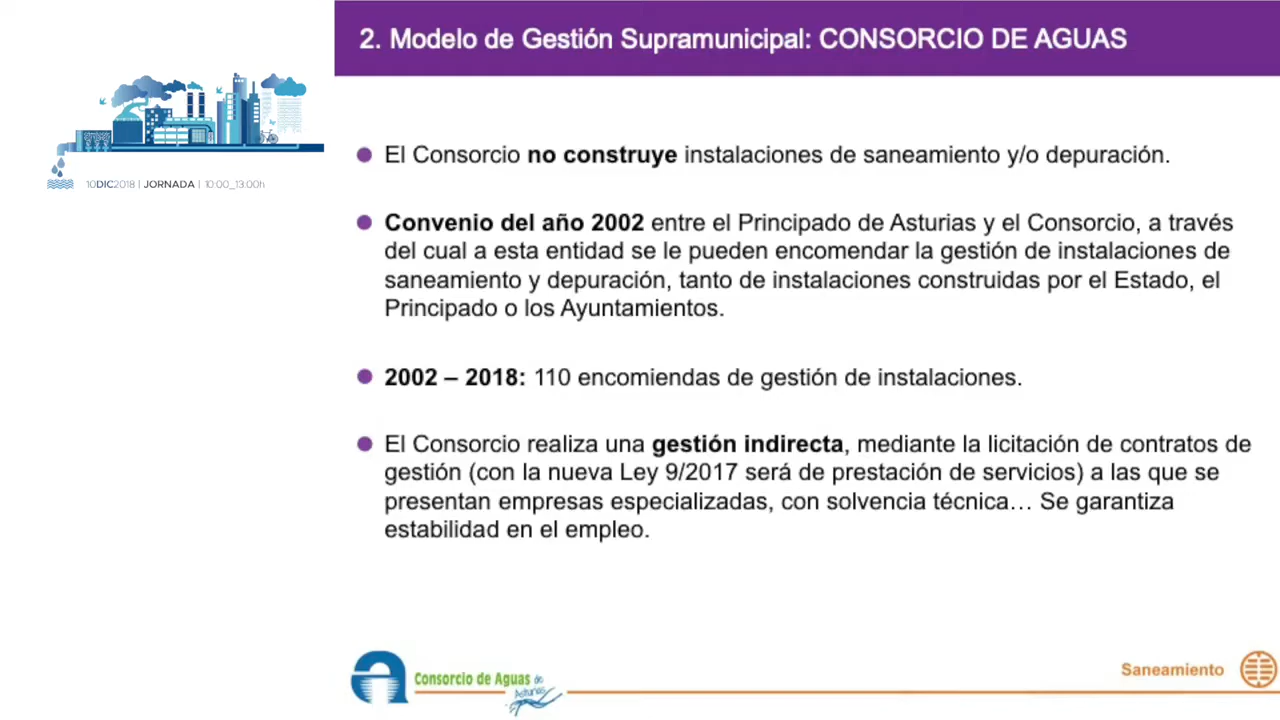 2. Modelo de Gestión Supramunicipal: CONSORCIO DE AGUAS
10DIC2018 | JORNADA | 10:00_13:00h
El Consorcio no construye instalaciones de saneamiento y/o depuración.
Convenio del año 2002 entre el Principado de Asturias y el Consorcio, a través
del cual a esta entidad se le pueden encomendar la gestión de instalaciones de
saneamiento y depuración, tanto de instalaciones construidas por el Estado, el
Principado o los Ayuntamientos.
2002 – 2018: 110 encomiendas de gestión de instalaciones.
El Consorcio realiza una gestión indirecta, mediante la licitación de contratos de
gestión (con la nueva Ley 9/2017 será de prestación de servicios) a las que se
presentan empresas especializadas, con solvencia técnica… Se garantiza
estabilidad en el empleo.
Consorcio de Aguas de
Asturias
Saneamiento